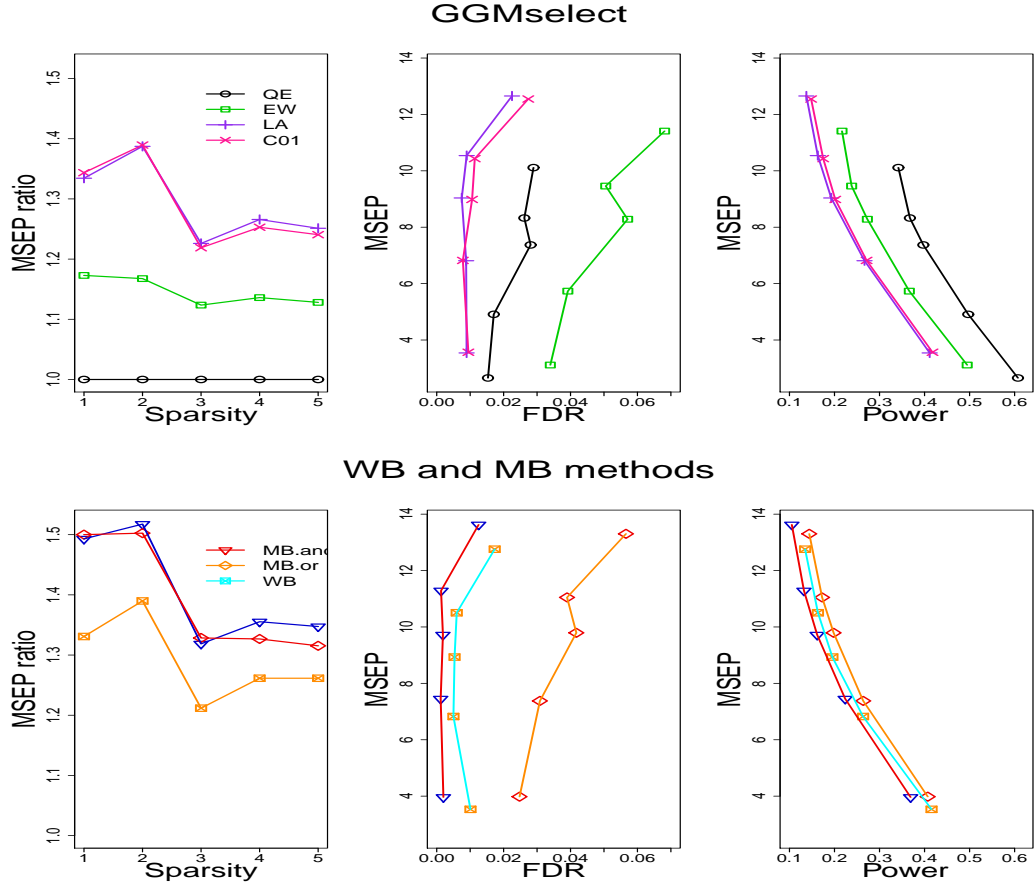 GGMselect
MSEP ratio
1.0 1.1 1.2 1.3 1.4 1.5
QE
EW
LA
C01
1 2 3 4 5
Sparsity
MSEP
4 6 8 10 12 14
0.00 0.02 0.04 0.06
FDR
MSEP
4 6 8 10 12 14
0.1 0.2 0.3 0.4 0.5 0.6
Power
WB and MB methods
MSEP ratio
1.0 1.1 1.2 1.3 1.4 1.5
MB.and
MB.or
WB
1 2 3 4 5
Sparsity
MSEP
4 6 8 10 12 14
0.00 0.02 0.04 0.06
FDR
MSEP
4 6 8 10 12 14
0.1 0.2 0.3 0.4 0.5 0.6
Power